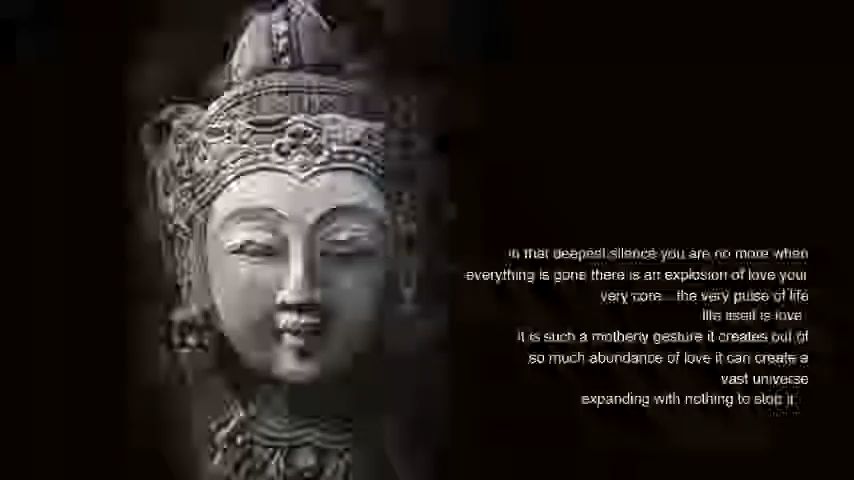 in that deepest silence you are no more when
everything is gone there is an explosion of love your
very core... the very pulse of life
life itself is love
it is such a motherly gesture it creates out of
so much abundance of love it can create a
vast universe
expanding with nothing to stop it